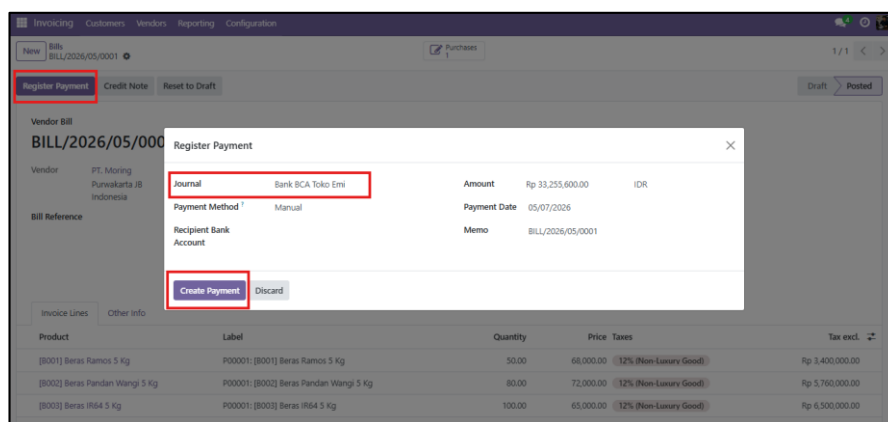 Invoicing Customers Vendors Reporting Configuration
New Bills Purchases 1 1 / 1
BILL/2026/05/0001
Register Payment Credit Note Reset to Draft Draft Posted
Vendor Bill
BILL/2026/05/000
Vendor PT. Moring
Purwakarta JB
Indonesia
Bill Reference
Register Payment
Journal Bank BCA Toko Emi Amount Rp 33,255,600.00 IDR
Payment Method ? Manual Payment Date 05/07/2026
Recipient Bank Account Memo BILL/2026/05/0001
Create Payment Discard
Invoice Lines Other Info
Product Label Quantity Price Taxes Tax excl.
[B001] Beras Ramos 5 Kg P00001: [B001] Beras Ramos 5 Kg 50.00 68,000.00 12% (Non-Luxury Good) Rp 3,400,000.00
[B002] Beras Pandan Wangi 5 Kg P00001: [B002] Beras Pandan Wangi 5 Kg 80.00 72,000.00 12% (Non-Luxury Good) Rp 5,760,000.00
[B003] Beras IR64 5 Kg P00001: [B003] Beras IR64 5 Kg 100.00 65,000.00 12% (Non-Luxury Good) Rp 6,500,000.00